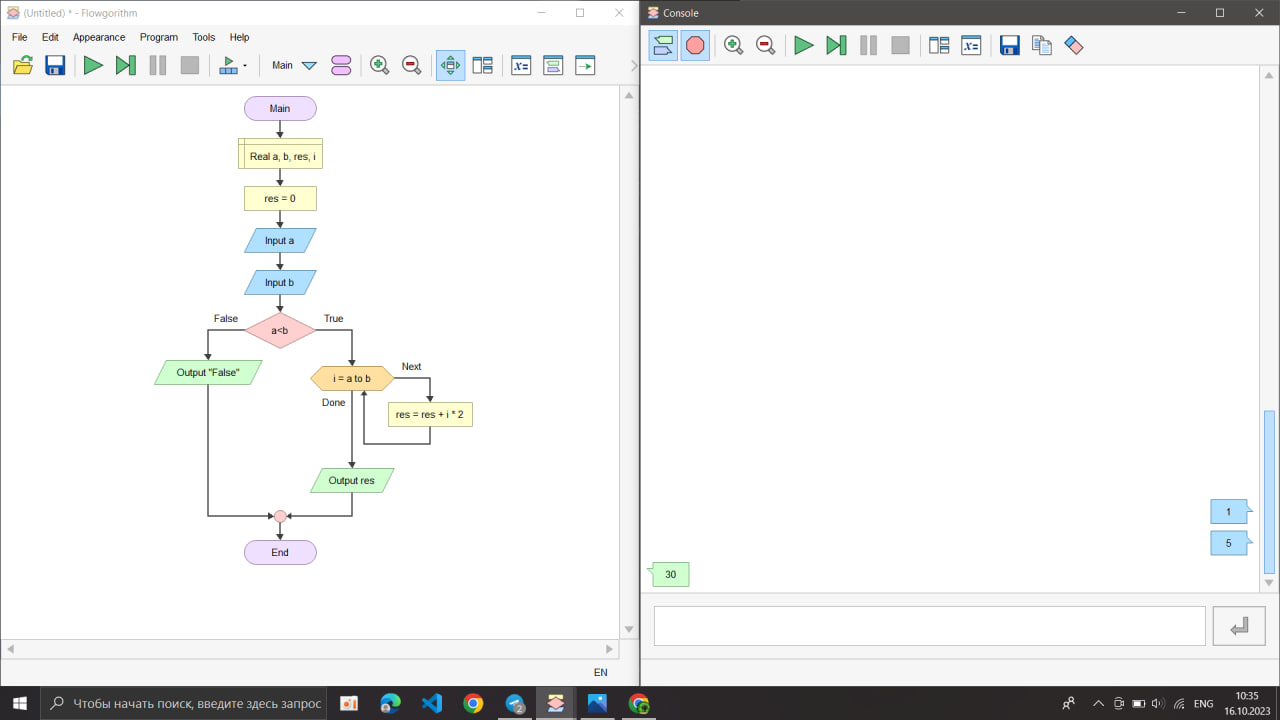 (Untitled) * - Flowgorithm
File Edit Appearance Program Tools Help
Main
Main
Real a, b, res, i
res = 0
Input a
Input b
False
True
a<b
Output "False"
Next
i = a to b
Done
res = res + i * 2
Output res
End
EN
Console
1
5
30
Чтобы начать поиск, введите здесь запрос
2
ENG
10:35
16.10.2023